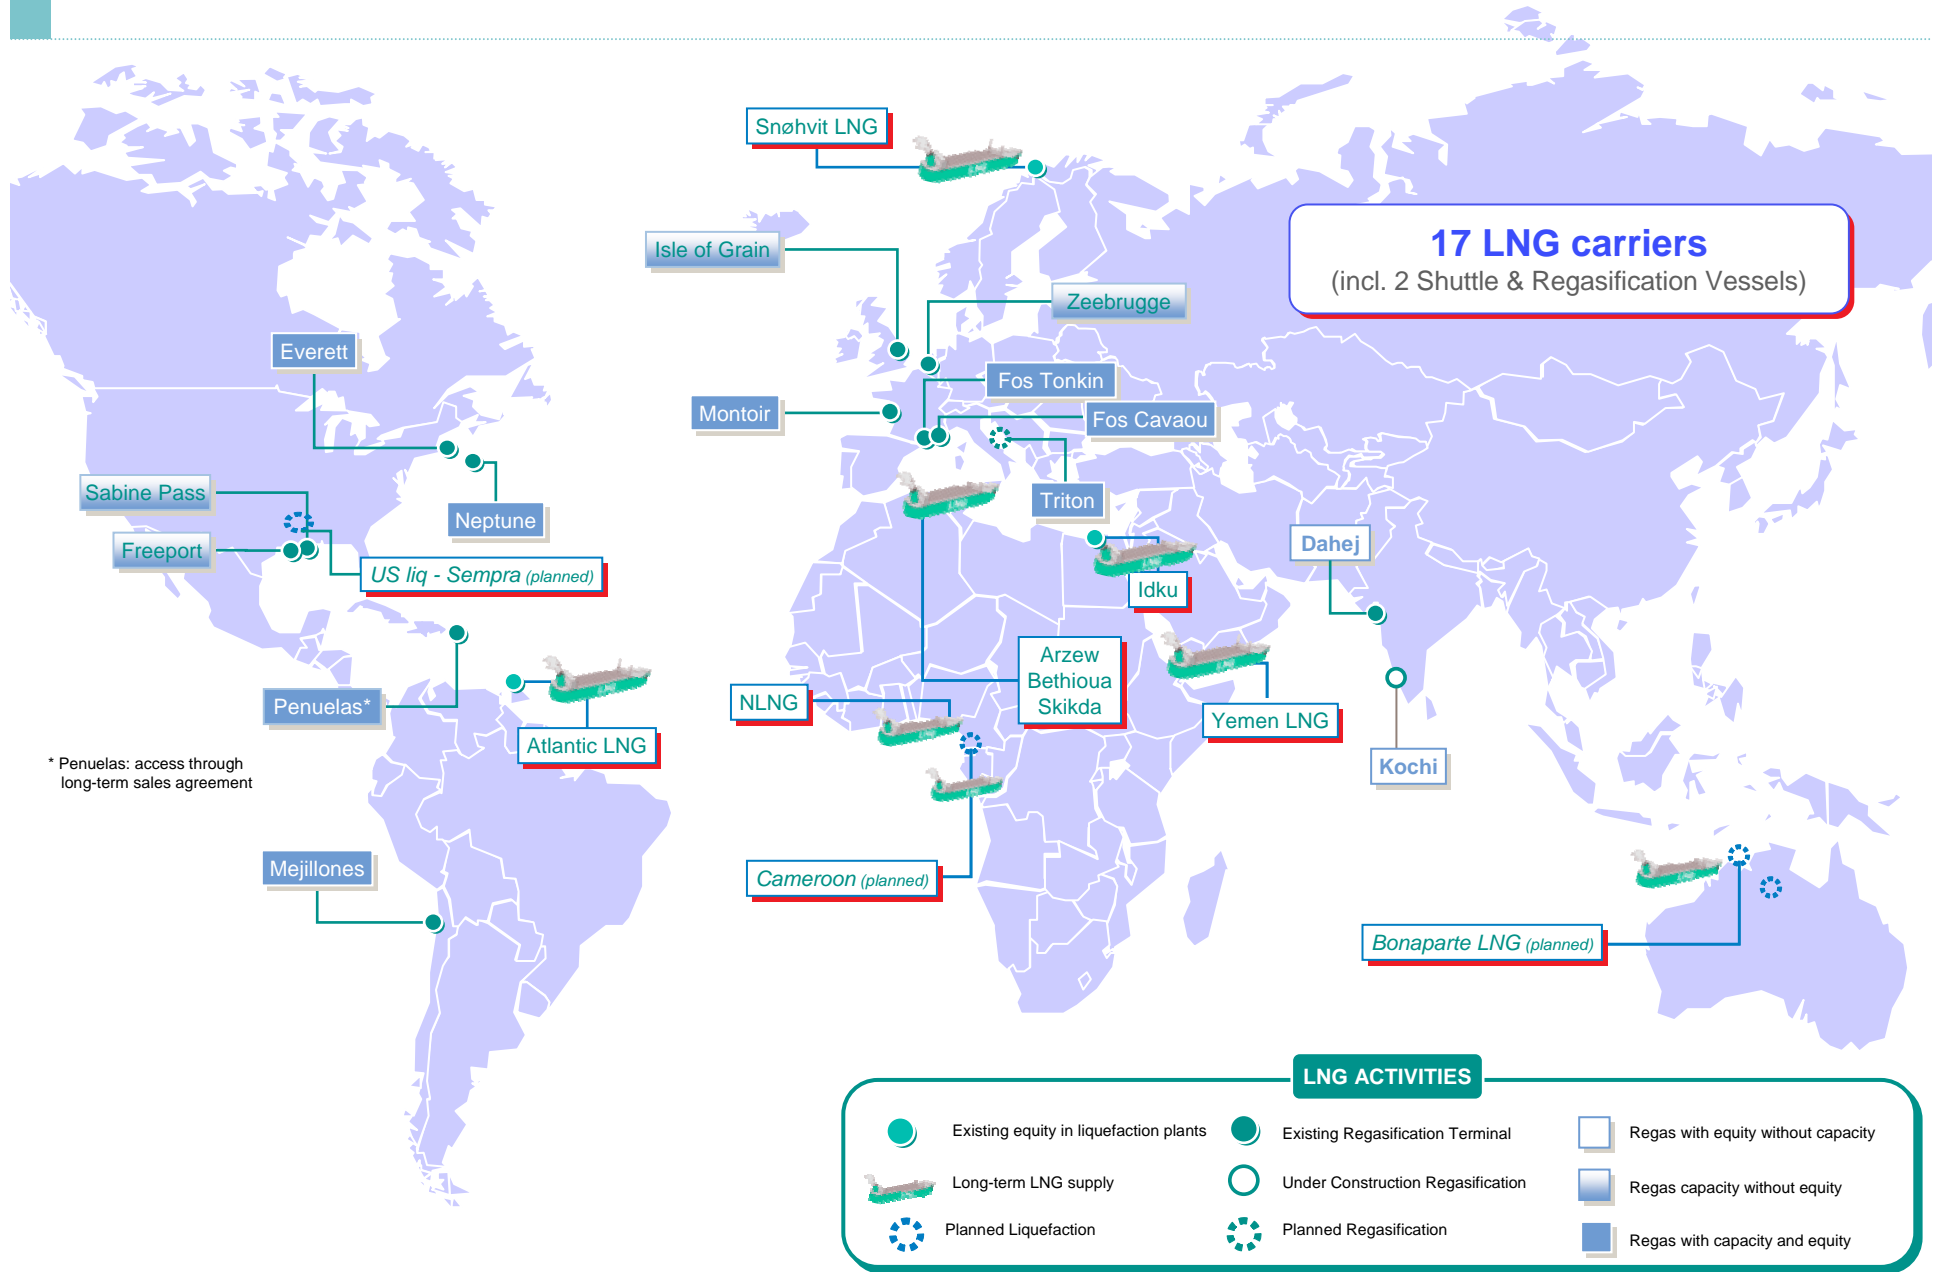 Snøhvit LNG
17 LNG carriers
(incl. 2 Shuttle & Regasification Vessels)
Isle of Grain
Zeebrugge
Everett
Fos Tonkin
Montoir
Fos Cavaou
Sabine Pass
Neptune
Triton
Freeport
US liq - Sempra (planned)
Dahej
Idku
Arzew
Bethioua
Skikda
Penuelas*
NLNG
Yemen LNG
Atlantic LNG
* Penuelas: access through
long-term sales agreement
Kochi
Mejillones
Cameroon (planned)
Bonaparte LNG (planned)
LNG ACTIVITIES
Existing equity in liquefaction plants
Existing Regasification Terminal
Regas with equity without capacity
Long-term LNG supply
Under Construction Regasification
Regas capacity without equity
Planned Liquefaction
Planned Regasification
Regas with capacity and equity